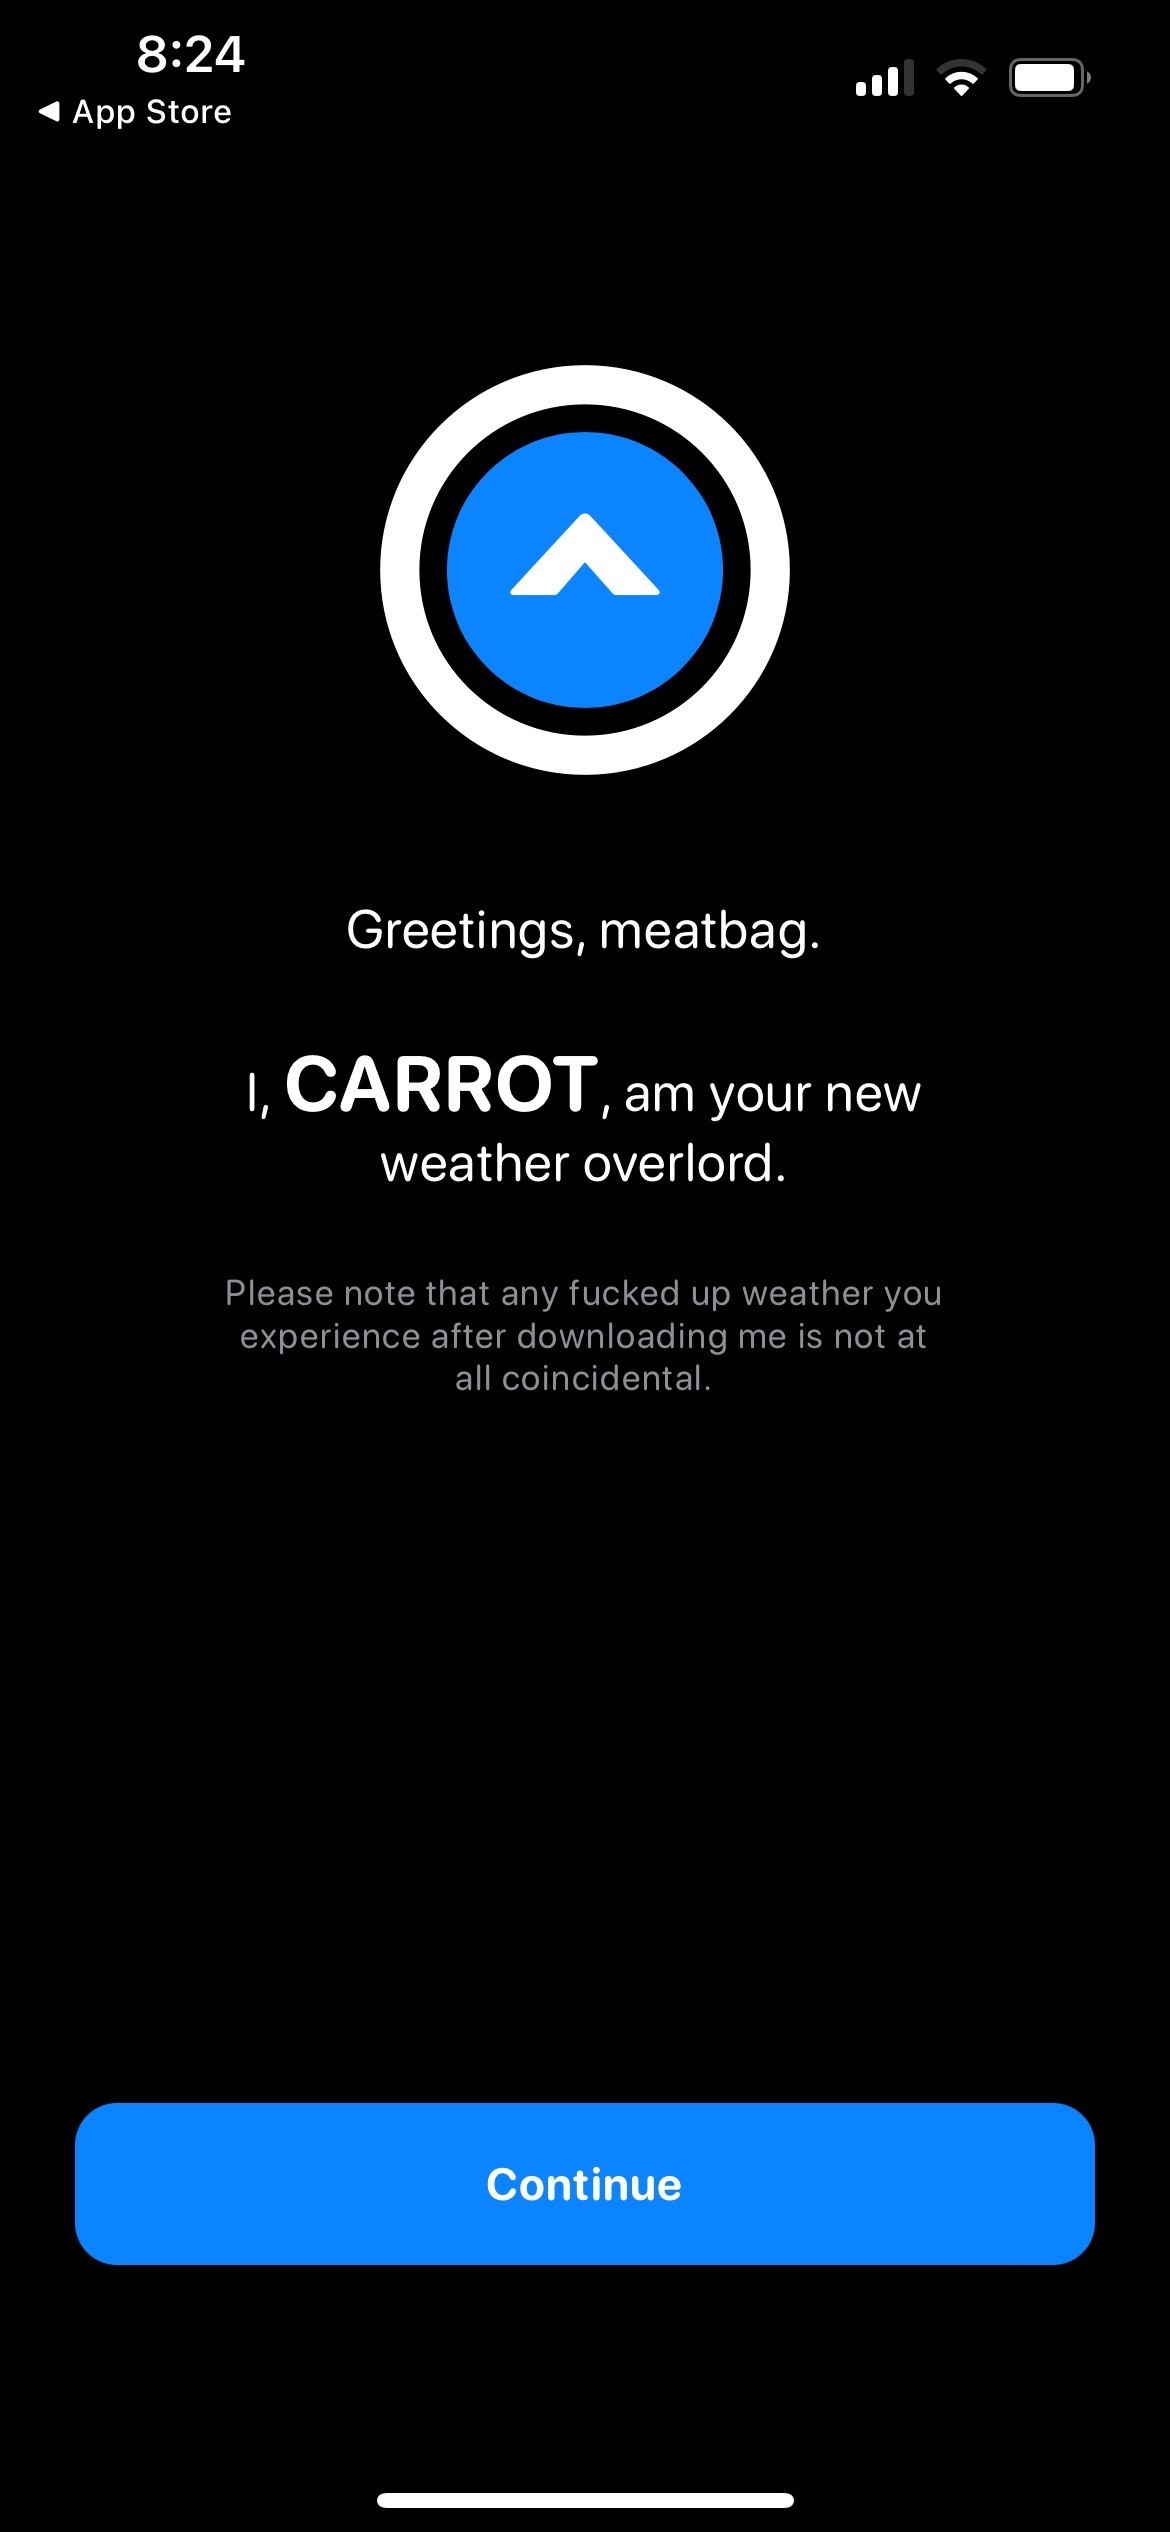 8:24
◀ App Store
Greetings, meatbag.
I, CARROT, am your new
weather overlord.
Please note that any fucked up weather you
experience after downloading me is not at
all coincidental.
Continue